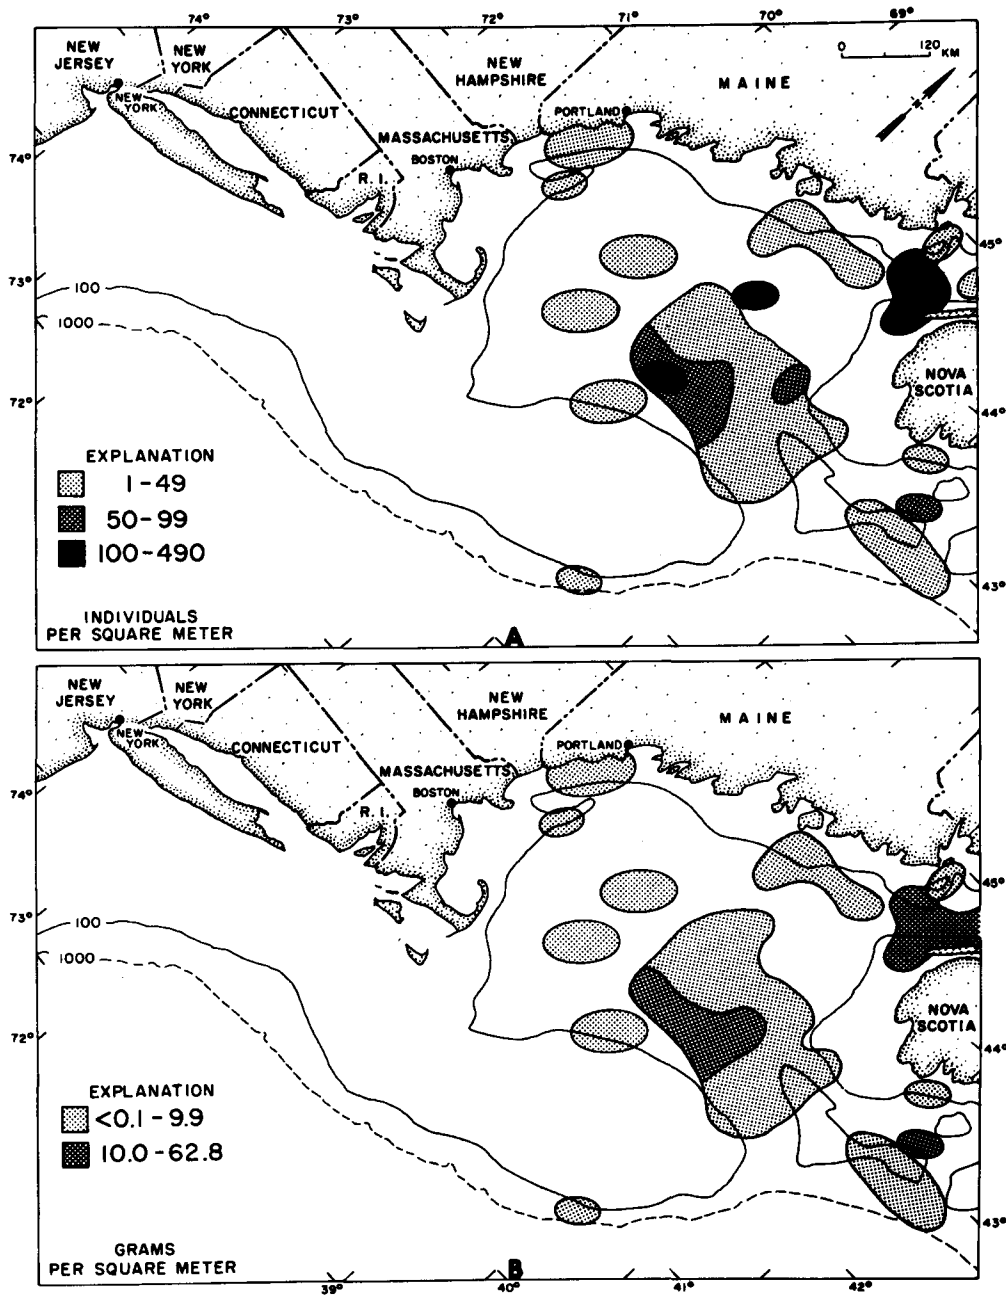 74° 73° 72° 71° 70° 69°
NEW JERSEY
NEW YORK
NEW YORK
CONNECTICUT
NEW HAMPSHIRE
MASSACHUSETTS
BOSTON
R. I.
PORTLAND
MAINE
0 120 KM
74°
73°
72°
45°
44°
43°
100
1000
NOVA SCOTIA
EXPLANATION
1-49
50-99
100-490
INDIVIDUALS
PER SQUARE METER
A
NEW JERSEY
NEW YORK
NEW YORK
CONNECTICUT
NEW HAMPSHIRE
MASSACHUSETTS
BOSTON
R. I.
PORTLAND
MAINE
74°
73°
72°
45°
44°
43°
100
1000
NOVA SCOTIA
EXPLANATION
<0.1-9.9
10.0-62.8
GRAMS
PER SQUARE METER
B
39° 40° 41° 42°